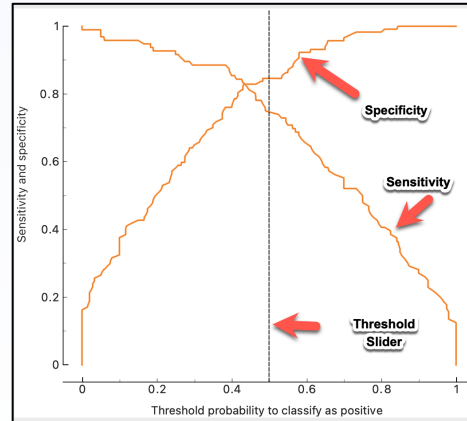 1
0.8
0.6
0.4
0.2
0
Sensitivity and specificity
Specificity
Sensitivity
Threshold
Slider
0
0.2
0.4
0.6
0.8
1
Threshold probability to classify as positive